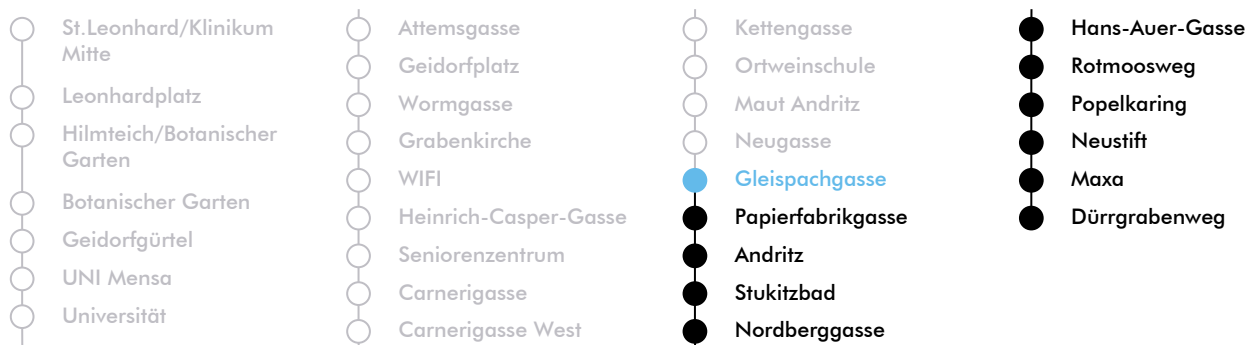 St.Leonhard/Klinikum
Mitte
Leonhardplatz
Hilmteich/Botanischer
Garten
Botanischer Garten
Geidorfgürtel
UNI Mensa
Universität
Attemsgasse
Geidorfplatz
Wormgasse
Grabenkirche
WIFI
Heinrich-Casper-Gasse
Seniorenzentrum
Carnerigasse
Carnerigasse West
Kettengasse
Ortweinschule
Maut Andritz
Neugasse
Gleispachgasse
Papierfabrikgasse
Andritz
Stukitzbad
Nordberggasse
Hans-Auer-Gasse
Rotmoosweg
Popelkaring
Neustift
Maxa
Dürrgrabenweg